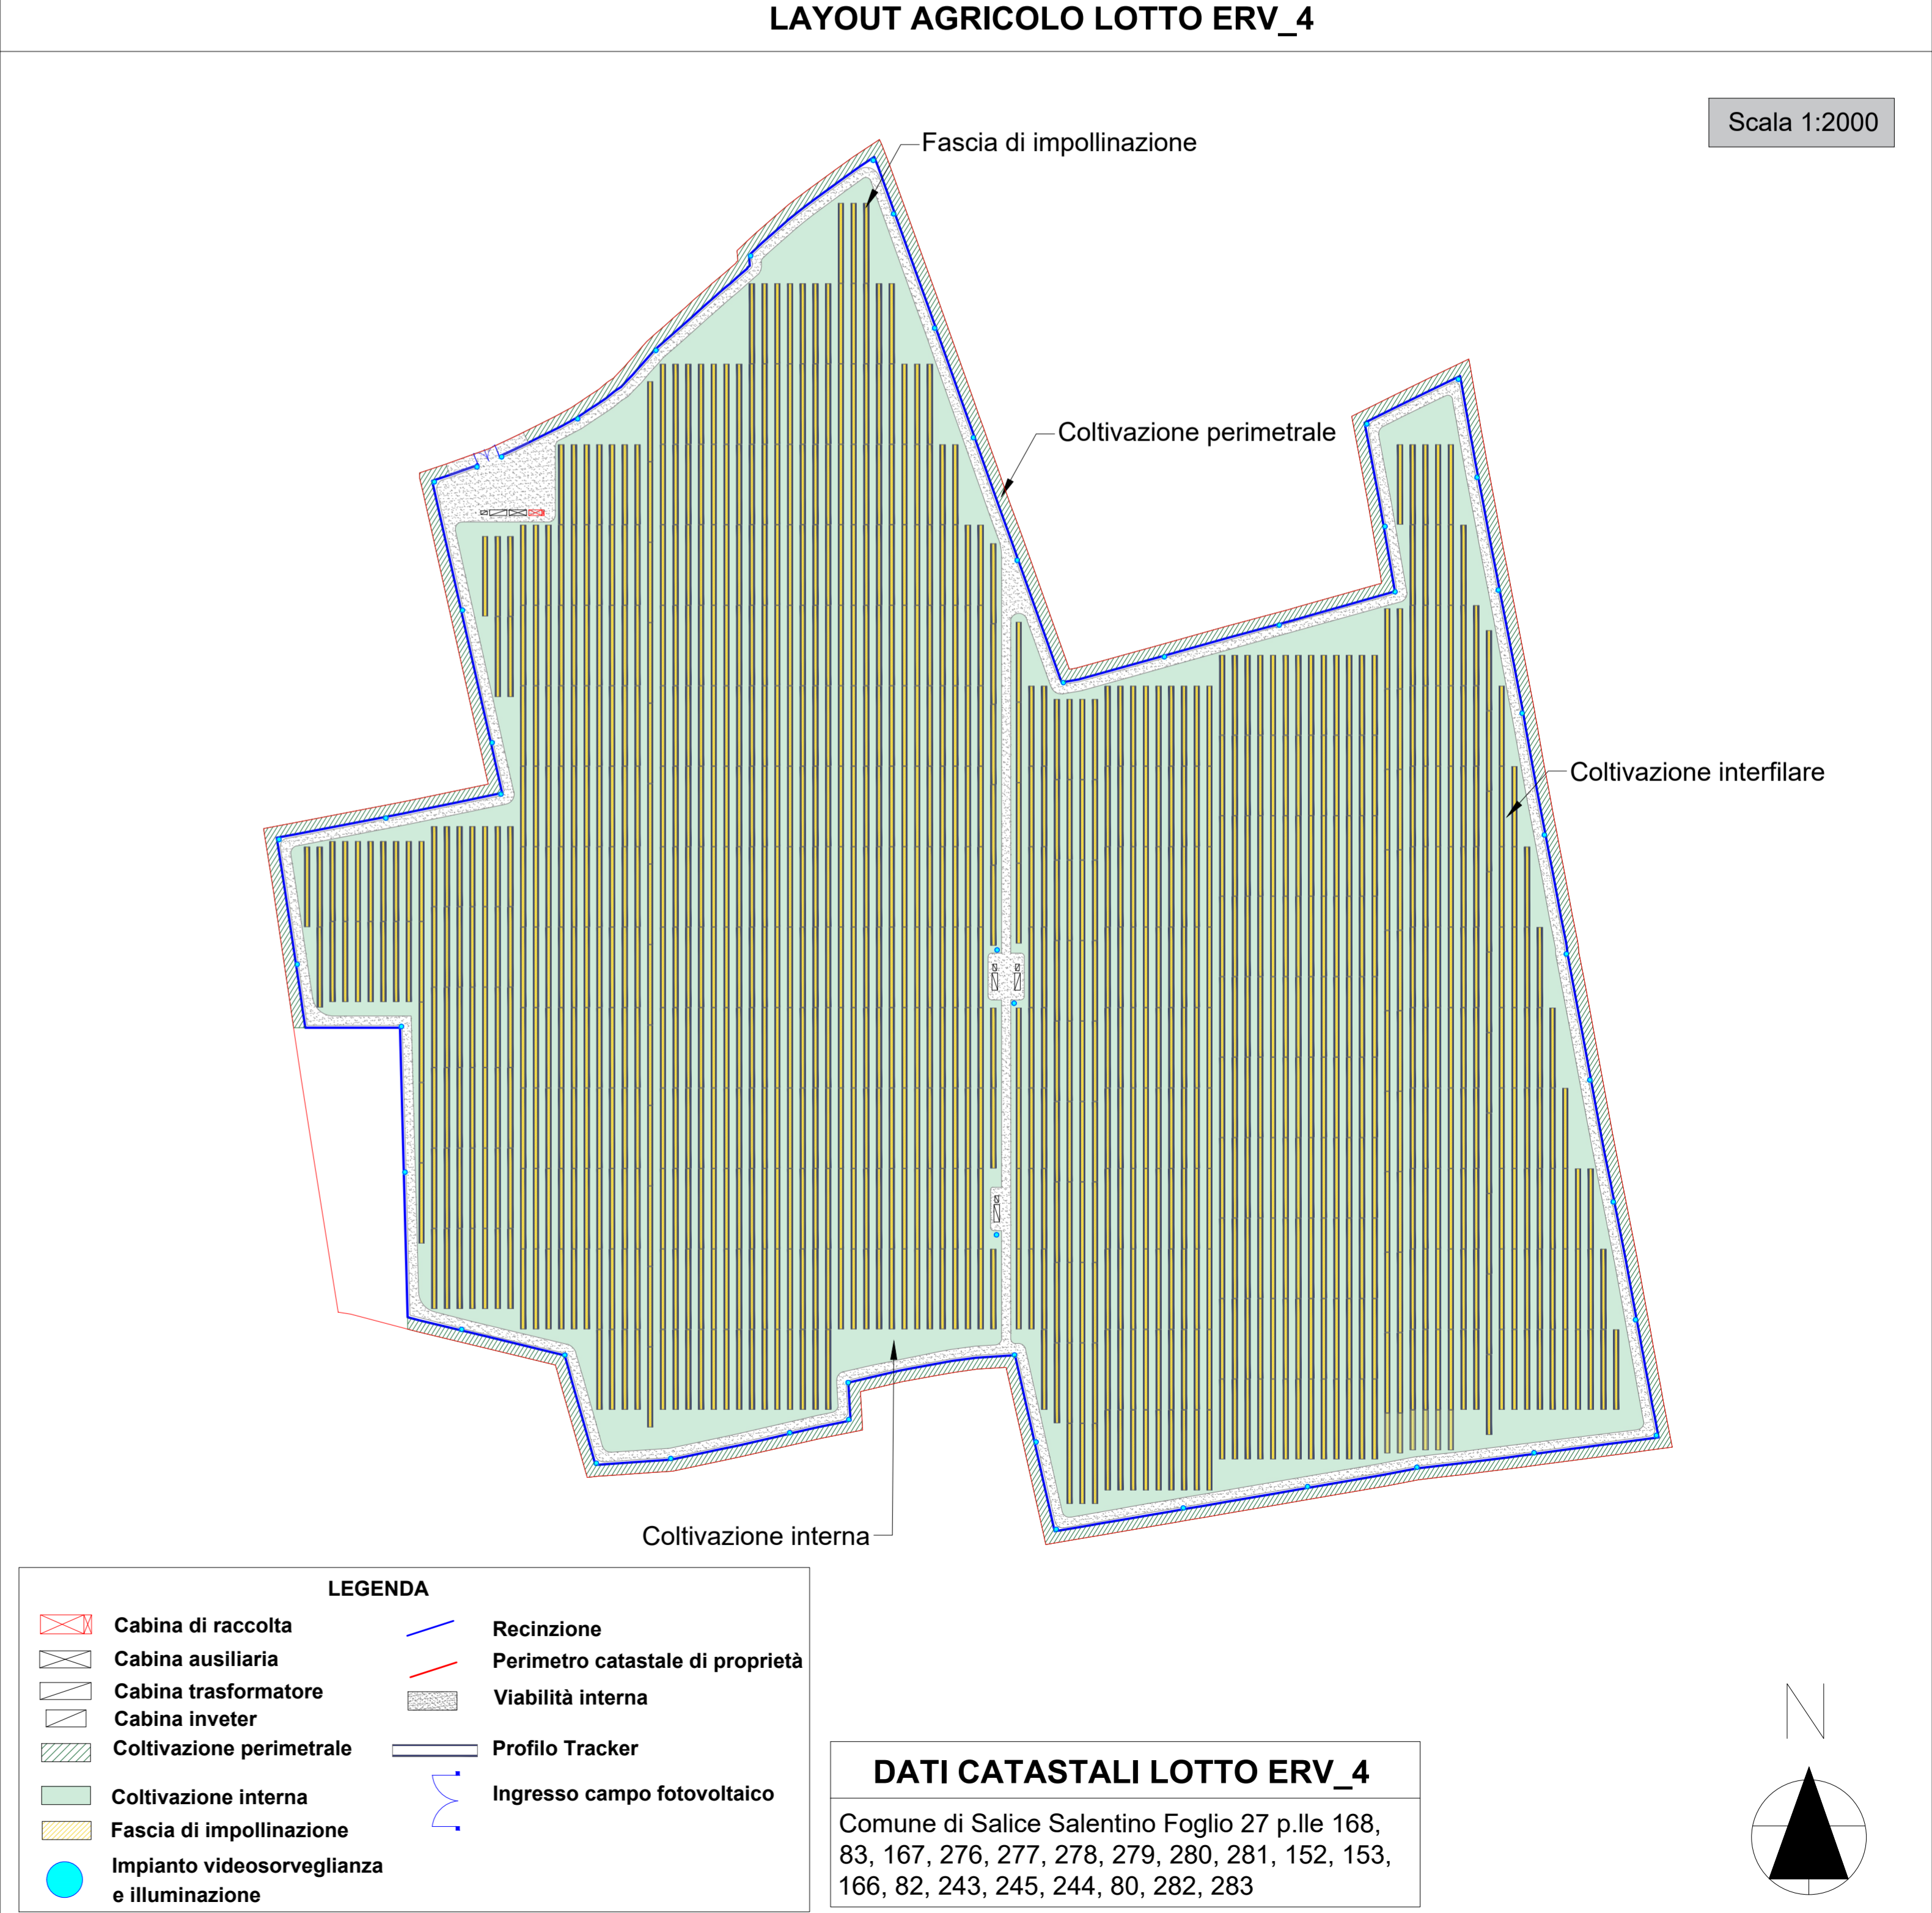 LAYOUT AGRICOLO LOTTO ERV_4
Scala 1:2000
Fascia di impollinazione
Coltivazione perimetrale
Coltivazione interfilare
Coltivazione interna
LEGENDA
Cabina di raccolta
Cabina ausiliaria
Cabina trasformatore
Cabina inveter
Coltivazione perimetrale
Coltivazione interna
Fascia di impollinazione
Impianto videosorveglianza
e illuminazione
Recinzione
Perimetro catastale di proprietà
Viabilità interna
Profilo Tracker
Ingresso campo fotovoltaico
DATI CATASTALI LOTTO ERV_4
Comune di Salice Salentino Foglio 27 p.lle 168,
83, 167, 276, 277, 278, 279, 280, 281, 152, 153,
166, 82, 243, 245, 244, 80, 282, 283
N